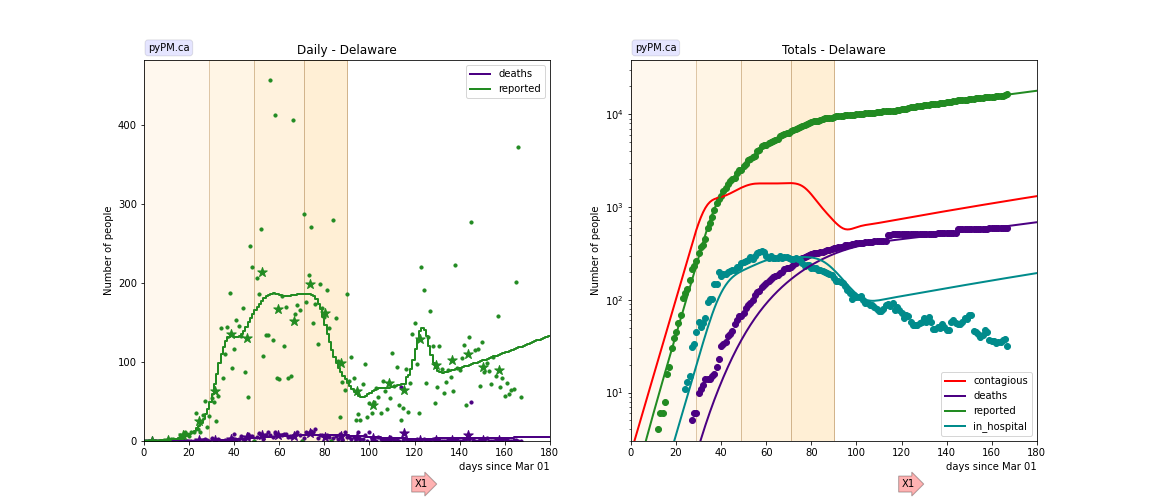 pyPM.ca
Daily - Delaware
deaths
reported
Number of people
0
100
200
300
400
0 20 40 60 80 100 120 140 160 180
days since Mar 01
X1
pyPM.ca
Totals - Delaware
Number of people
10⁴
10³
10²
10¹
contagious
deaths
reported
in_hospital
0 20 40 60 80 100 120 140 160 180
days since Mar 01
X1